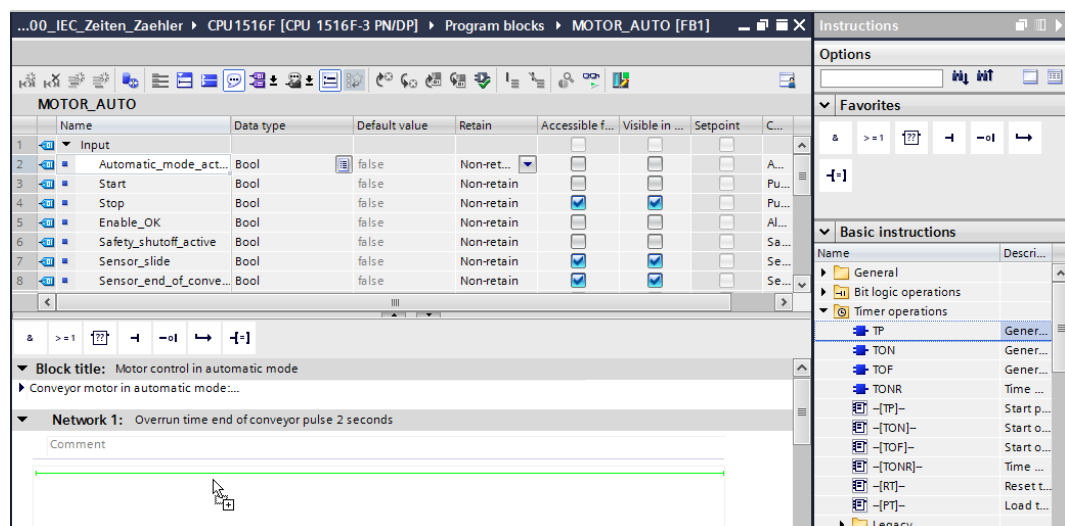 ...00_IEC_Zeiten_Zaehler ▸ CPU1516F [CPU 1516F-3 PN/DP] ▸ Program blocks ▸ MOTOR_AUTO [FB1]
MOTOR_AUTO
Name Data type Default value Retain Accessible f... Visible in ... Setpoint C...
1 Input
2 Automatic_mode_act... Bool false Non-ret... A...
3 Start Bool false Non-retain Pu...
4 Stop Bool false Non-retain Pu...
5 Enable_OK Bool false Non-retain Al...
6 Safety_shutoff_active Bool false Non-retain Sa...
7 Sensor_slide Bool false Non-retain Se...
8 Sensor_end_of_conve... Bool false Non-retain Se...
& >=1 ??
Block title: Motor control in automatic mode
Conveyor motor in automatic mode:...
Network 1: Overrun time end of conveyor pulse 2 seconds
Comment
Instructions
Options
Favorites
& >=1 ??
Basic instructions
Name Descri...
General
Bit logic operations
Timer operations
TP Gener...
TON Gener...
TOF Gener...
TONR Time ...
-[TP]- Start p...
-[TON]- Start o...
-[TOF]- Start o...
-[TONR]- Time ...
-[RT]- Reset t...
-[PT]- Load t...
Legacy